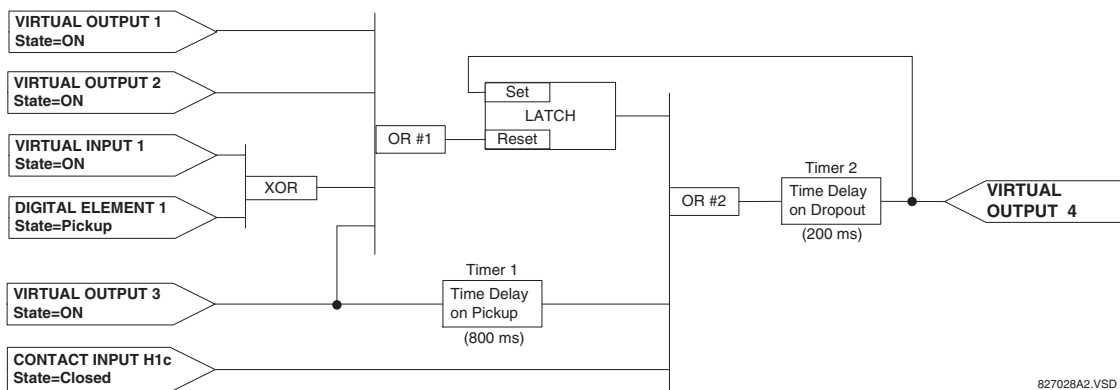 VIRTUAL OUTPUT 1
State=ON
VIRTUAL OUTPUT 2
State=ON
VIRTUAL INPUT 1
State=ON
DIGITAL ELEMENT 1
State=Pickup
VIRTUAL OUTPUT 3
State=ON
CONTACT INPUT H1c
State=Closed
XOR
OR #1
Set
LATCH
Reset
Timer 1
Time Delay
on Pickup
(800 ms)
OR #2
Timer 2
Time Delay
on Dropout
(200 ms)
VIRTUAL
OUTPUT 4
827028A2.VSD